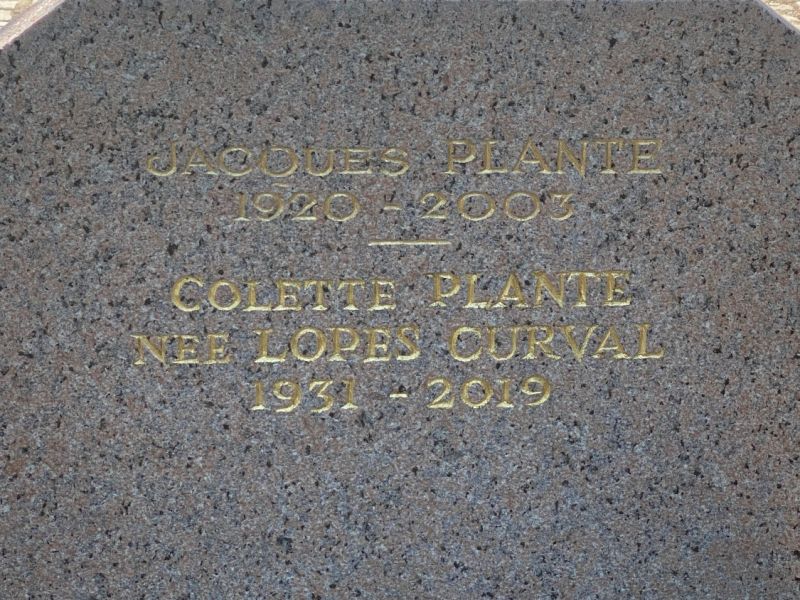 JACQUES PLANTE
1920 - 2003
COLETTE PLANTE
NEE LOPES CURVAL
1931 - 2019